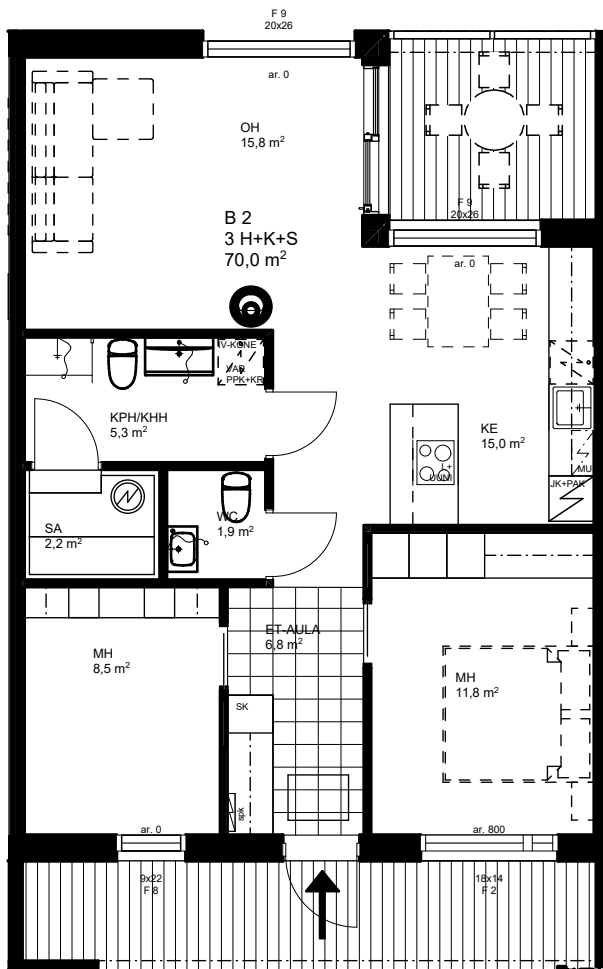 F 9
20x26
ar. 0
OH
15,8 m²
B 2
3 H+K+S
70,0 m²
F 9
20x26
ar. 0
IV-KONE
VAR
PPK+KR
KPH/KHH
5,3 m²
KE
15,0 m²
L+
UUNI
MU
JK+PAK
SA
2,2 m²
WC
1,9 m²
ET-AULA
6,8 m²
MH
8,5 m²
MH
11,8 m²
SK
spk
ar. 0
ar. 800
9x22
F 8
18x14
F 2